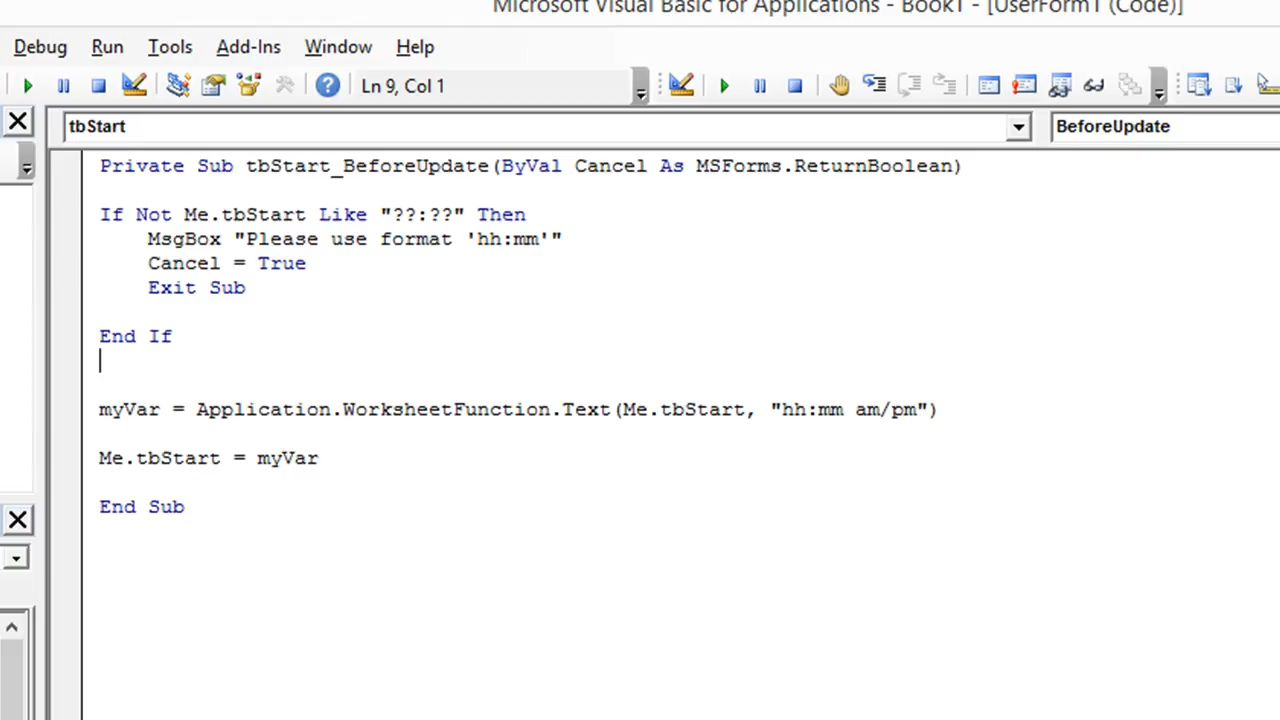 Microsoft Visual Basic for Applications - Book1 - [UserForm1 (Code)]
Debug Run Tools Add-Ins Window Help
Ln 9, Col 1
tbStart BeforeUpdate
Private Sub tbStart_BeforeUpdate(ByVal Cancel As MSForms.ReturnBoolean)
If Not Me.tbStart Like "??:??" Then
MsgBox "Please use format 'hh:mm'"
Cancel = True
Exit Sub
End If
myVar = Application.WorksheetFunction.Text(Me.tbStart, "hh:mm am/pm")
Me.tbStart = myVar
End Sub